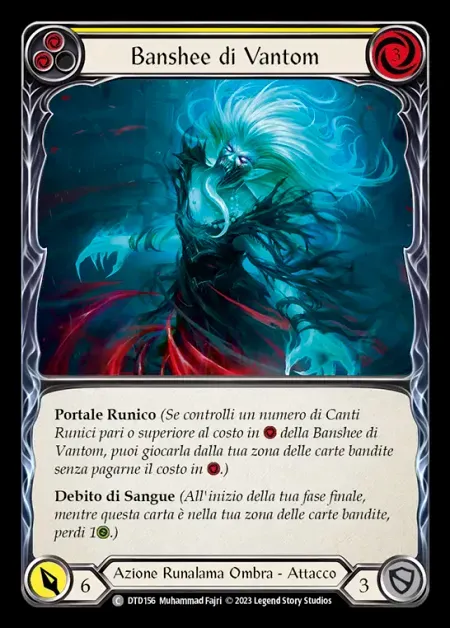 Banshee di Vantom
3
Portale Runico (Se controlli un numero di Canti
Runici pari o superiore al costo in della Banshee di
Vantom, puoi giocarla dalla tua zona delle carte bandite
senza pagarne il costo in .)
Debito di Sangue (All'inizio della tua fase finale,
mentre questa carta è nella tua zona delle carte bandite,
perdi 1 .)
6
Azione Runalama Ombra - Attacco
3
C DTD156 Muhammad Fajri © 2023 Legend Story Studios